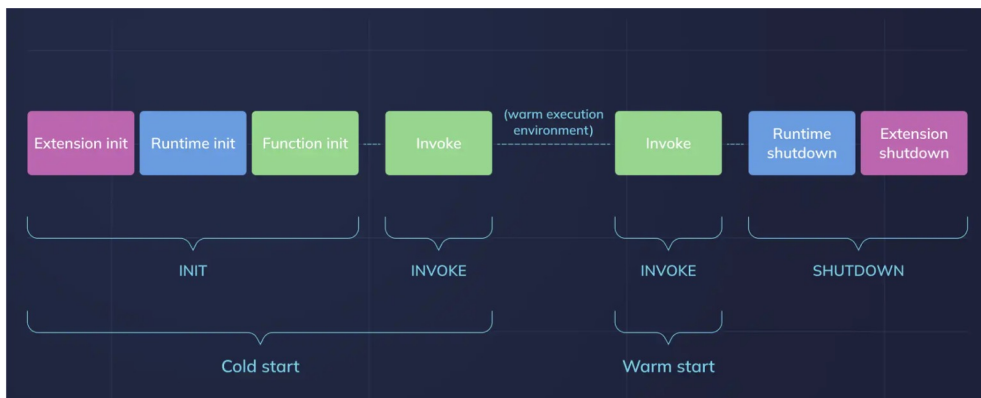 (warm execution
environment)
Extension init
Runtime init
Function init
Invoke
Invoke
Runtime
shutdown
Extension
shutdown
INIT
INVOKE
INVOKE
SHUTDOWN
Cold start
Warm start